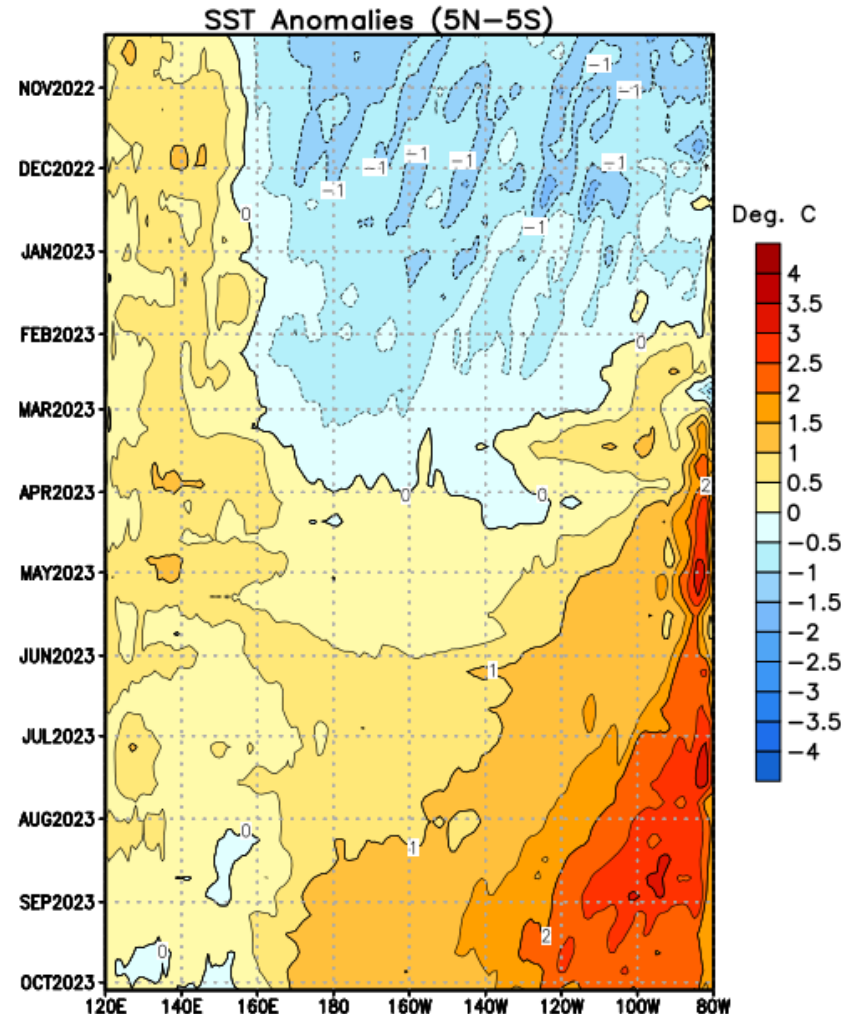 SST Anomalies (5N−5S)
−1
NOV2022
−1
−1
−1
−1
DEC2022
−1
−1
−1
0
−1
Deg. C
JAN2023
4
3.5
FEB2023
0
3
2.5
2
MAR2023
1.5
1
2
0.5
APR2023
0
0
0
−0.5
−1
MAY2023
−1.5
−2
JUN2023
1
−2.5
−3
−3.5
JUL2023
−4
AUG2023
0
1
SEP2023
2
0
OCT2023
120E 140E 160E 180 160W 140W 120W 100W 80W